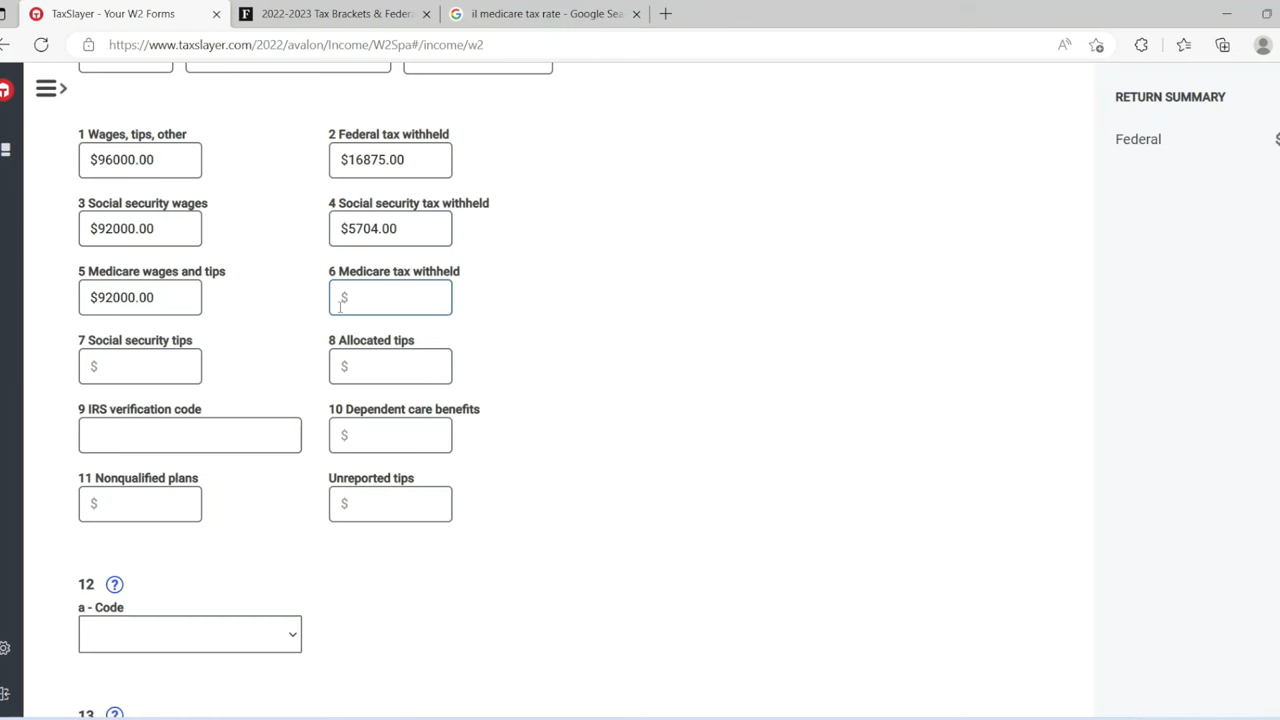 TaxSlayer - Your W2 Forms
2022-2023 Tax Brackets & Federa
il medicare tax rate - Google Sea
https://www.taxslayer.com/2022/avalon/Income/W2Spa#/income/w2
RETURN SUMMARY
Federal $
1 Wages, tips, other 2 Federal tax withheld
$96000.00 $16875.00
3 Social security wages 4 Social security tax withheld
$92000.00 $5704.00
5 Medicare wages and tips 6 Medicare tax withheld
$92000.00 $
7 Social security tips 8 Allocated tips
$ $
9 IRS verification code 10 Dependent care benefits
$
11 Nonqualified plans Unreported tips
$ $
12 ?
a - Code
13 ?